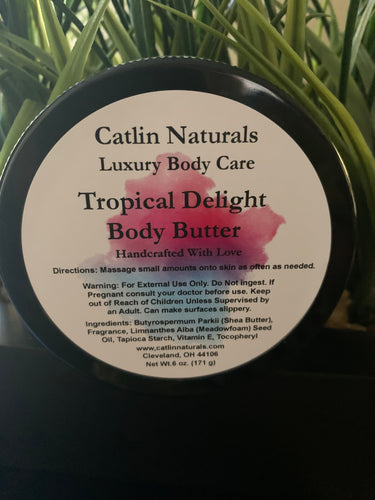 Catlin Naturals
Luxury Body Care
Tropical Delight
Body Butter
Handcrafted With Love
Directions: Massage small amounts onto skin as often as needed.
Warning: For External Use Only. Do Not Ingest. If
Pregnant consult your doctor before use. Keep
out of Reach of Children Unless Supervised by
an Adult. Can make surfaces slippery.
Ingredients: Butyrospermum Parkii (Shea Butter),
Fragrance, Limnanthes Alba (Meadowfoam) Seed
Oil, Tapioca Starch, Vitamin E, Tocopheryl
www.catlinnaturals.com
Cleveland, OH 44106
Net Wt.6 oz. (171 g)